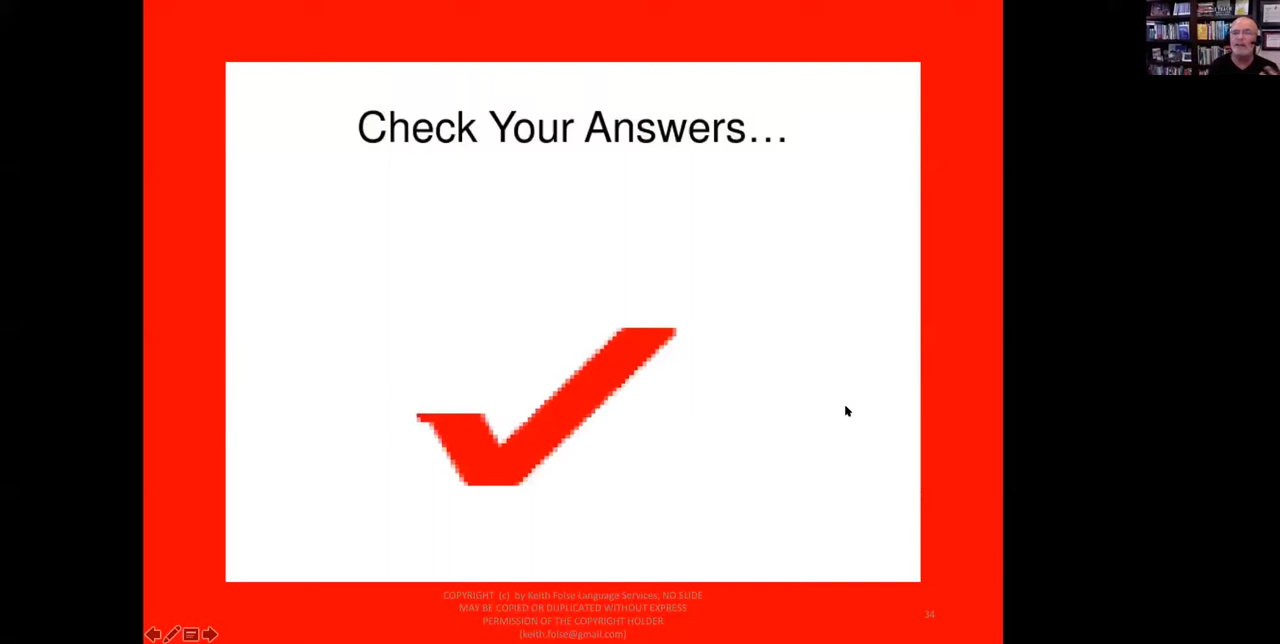 Check Your Answers...
COPYRIGHT (c) by Keith Folse Language Services; NO SLIDE
MAY BE COPIED OR DUPLICATED WITHOUT EXPRESS
PERMISSION OF THE COPYRIGHT HOLDER
(keith.folse@gmail.com)
34